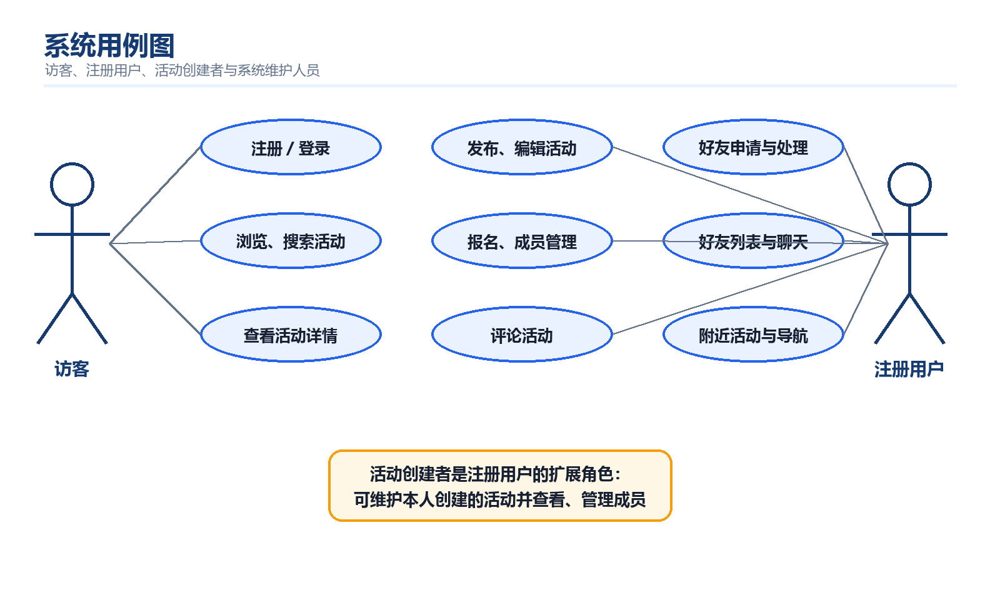 系统用例图
访客、注册用户、活动创建者与系统维护人员
注册 / 登录
发布、编辑活动
好友申请与处理
浏览、搜索活动
报名、成员管理
好友列表与聊天
查看活动详情
评论活动
附近活动与导航
访客
注册用户
活动创建者是注册用户的扩展角色：
可维护本人创建的活动并查看、管理成员